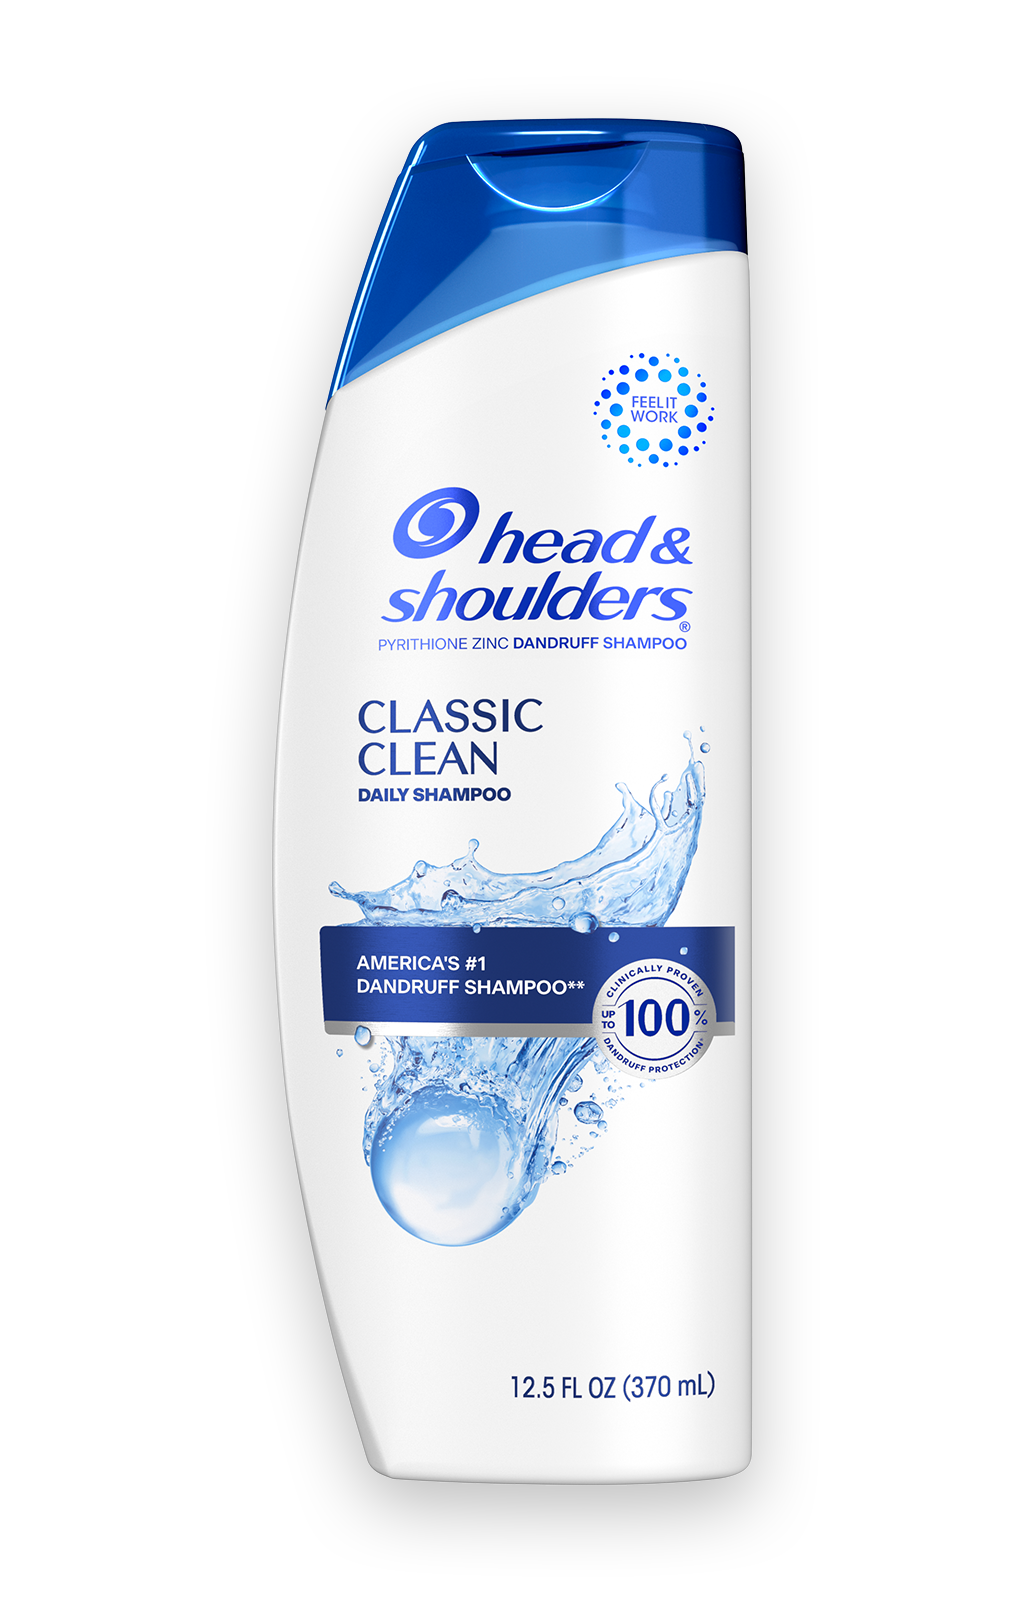 FEEL IT
WORK
head &
shoulders®
PYRITHIONE ZINC DANDRUFF SHAMPOO
CLASSIC
CLEAN
DAILY SHAMPOO
AMERICA'S #1
DANDRUFF SHAMPOO**
CLINICALLY PROVEN
UP TO 100%
DANDRUFF PROTECTION*
12.5 FL OZ (370 mL)